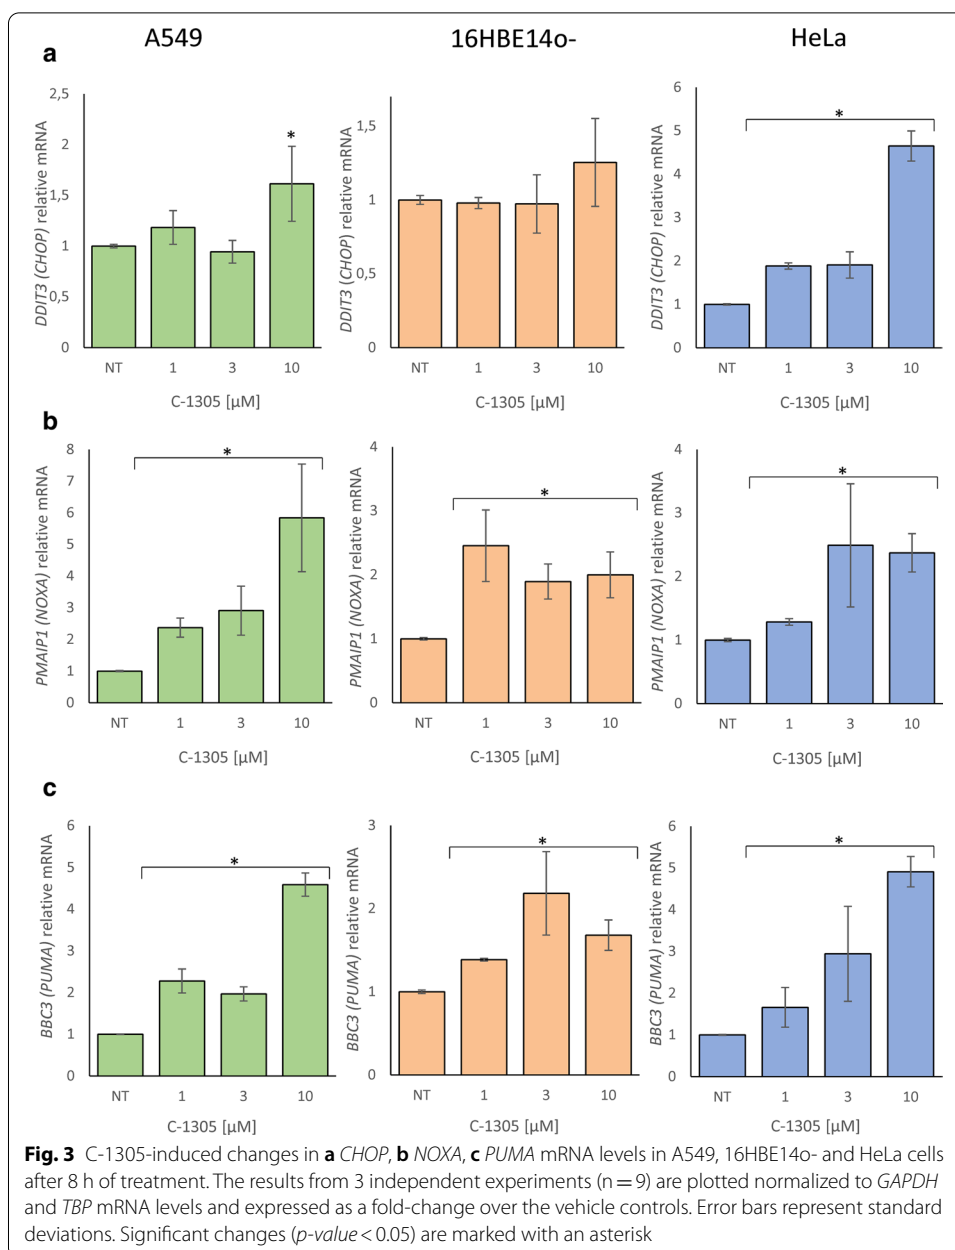 A549 16HBE14o- HeLa
a
DDIT3 (CHOP) relative mRNA
2,5
2
1,5
1
0,5
0
*
NT 1 3 10
C-1305 [µM]
DDIT3 (CHOP) relative mRNA
1,5
1
0,5
0
NT 1 3 10
C-1305 [µM]
DDIT3 (CHOP) relative mRNA
6
5
4
3
2
1
0
*
NT 1 3 10
C-1305 [µM]
b
PMAIP1 (NOXA) relative mRNA
8
7
6
5
4
3
2
1
0
*
NT 1 3 10
C-1305 [µM]
PMAIP1 (NOXA) relative mRNA
4
3
2
1
0
*
NT 1 3 10
C-1305 [µM]
PMAIP1 (NOXA) relative mRNA
4
3
2
1
0
*
NT 1 3 10
C-1305 [µM]
c
BBC3 (PUMA) relative mRNA
6
5
4
3
2
1
0
*
NT 1 3 10
C-1305 [µM]
BBC3 (PUMA) relative mRNA
3
2
1
0
*
NT 1 3 10
C-1305 [µM]
BBC3 (PUMA) relative mRNA
6
5
4
3
2
1
0
*
NT 1 3 10
C-1305 [µM]
Fig. 3 C-1305-induced changes in a CHOP, b NOXA, c PUMA mRNA levels in A549, 16HBE14o- and HeLa cells
after 8 h of treatment. The results from 3 independent experiments (n = 9) are plotted normalized to GAPDH
and TBP mRNA levels and expressed as a fold-change over the vehicle controls. Error bars represent standard
deviations. Significant changes (p-value < 0.05) are marked with an asterisk